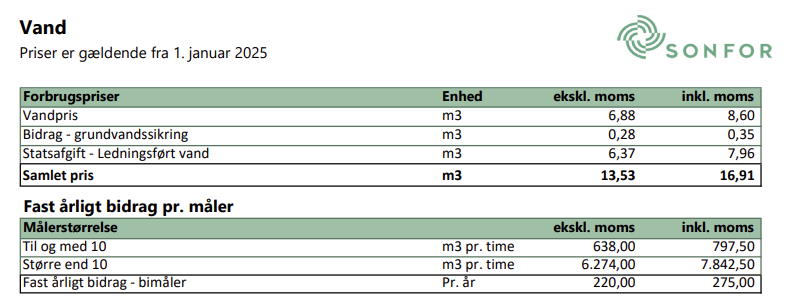 Vand
Priser er gældende fra 1. januar 2025
SONFOR
Forbrugspriser Enhed ekskl. moms inkl. moms
Vandpris m3 6,88 8,60
Bidrag - grundvandssikring m3 0,28 0,35
Statsafgift - Ledningsført vand m3 6,37 7,96
Samlet pris m3 13,53 16,91
Fast årligt bidrag pr. måler
Målerstørrelse ekskl. moms inkl. moms
Til og med 10 m3 pr. time 638,00 797,50
Større end 10 m3 pr. time 6.274,00 7.842,50
Fast årligt bidrag - bimåler Pr. år 220,00 275,00